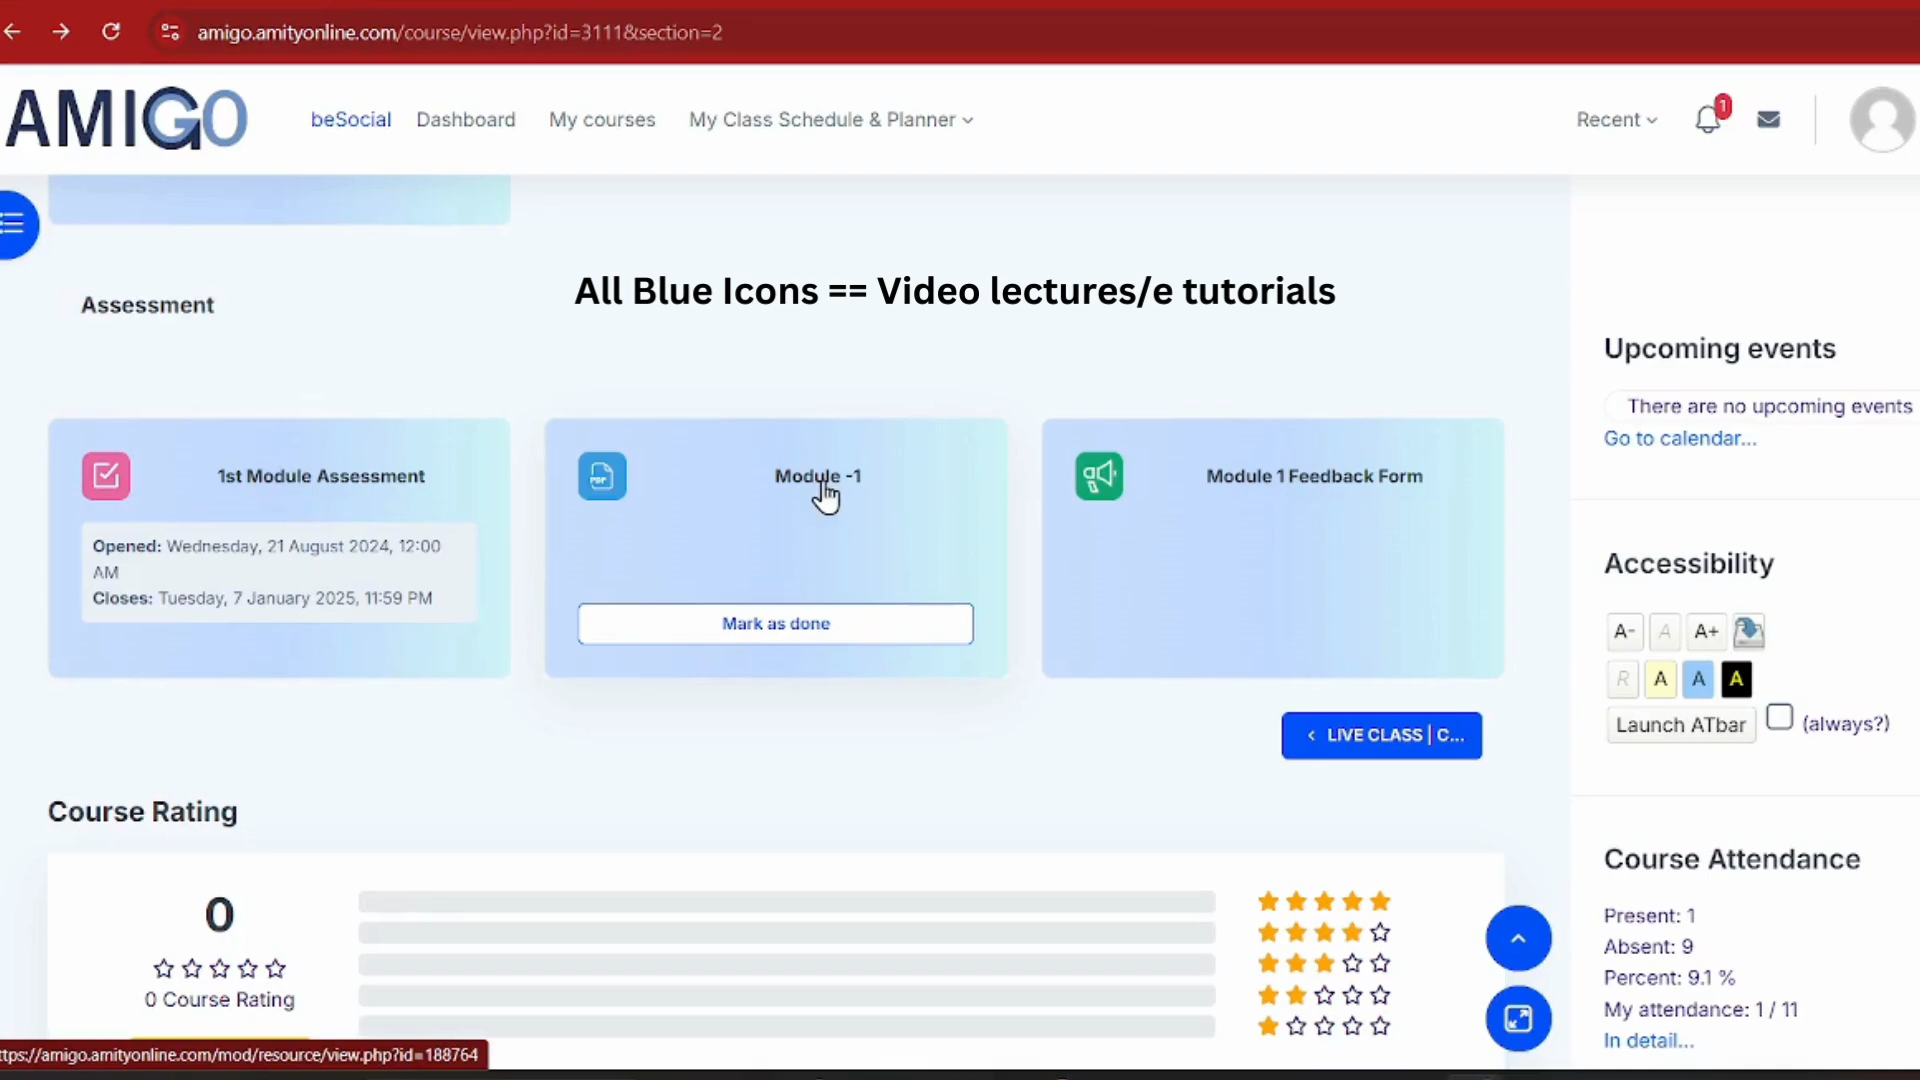 amigo.amityonline.com/course/view.php?id=3111&section=2
AMIGO
beSocial
Dashboard
My courses
My Class Schedule & Planner
Recent
1
All Blue Icons == Video lectures/e tutorials
Assessment
1st Module Assessment
Opened: Wednesday, 21 August 2024, 12:00
AM
Closes: Tuesday, 7 January 2025, 11:59 PM
PDF
Module -1
Mark as done
Module 1 Feedback Form
< LIVE CLASS | C...
Course Rating
0
0 Course Rating
Upcoming events
There are no upcoming events
Go to calendar...
Accessibility
A- A A+
R A A A
Launch ATbar (always?)
Course Attendance
Present: 1
Absent: 9
Percent: 9.1 %
My attendance: 1 / 11
In detail...
ttps://amigo.amityonline.com/mod/resource/view.php?id=188764